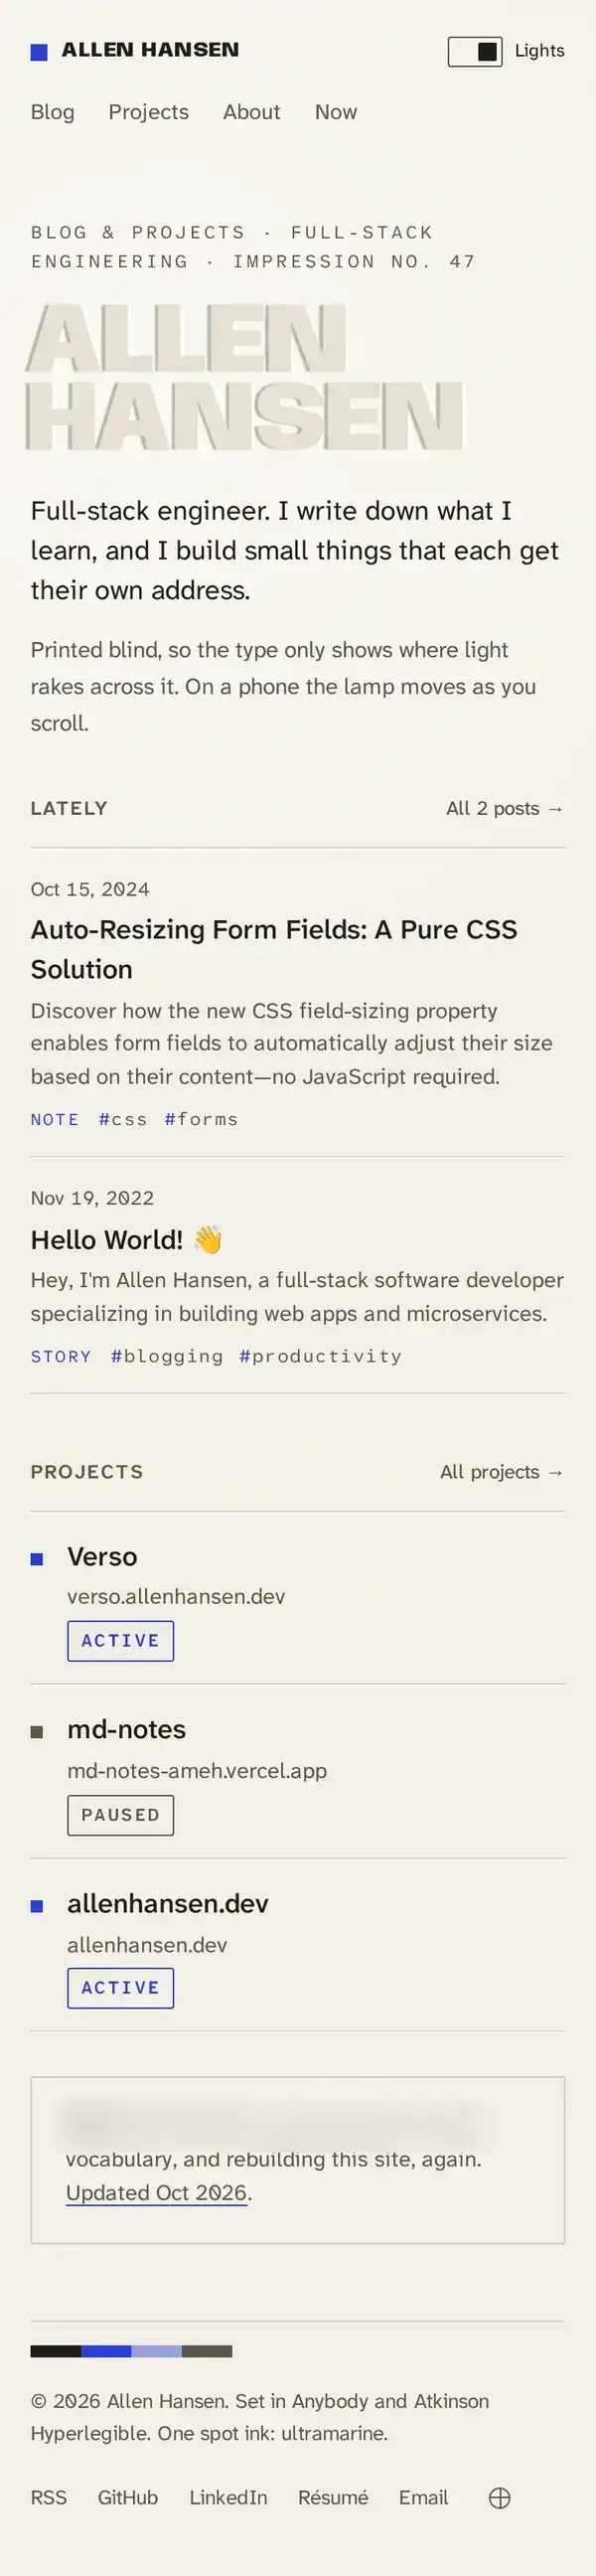 ALLEN HANSEN
Lights
Blog Projects About Now
BLOG & PROJECTS · FULL-STACK
ENGINEERING · IMPRESSION NO. 47
ALLEN
HANSEN
Full-stack engineer. I write down what I
learn, and I build small things that each get
their own address.
Printed blind, so the type only shows where light
rakes across it. On a phone the lamp moves as you
scroll.
LATELY
All 2 posts →
Oct 15, 2024
Auto-Resizing Form Fields: A Pure CSS
Solution
Discover how the new CSS field-sizing property
enables form fields to automatically adjust their size
based on their content—no JavaScript required.
NOTE #css #forms
Nov 19, 2022
Hello World! 👋
Hey, I'm Allen Hansen, a full-stack software developer
specializing in building web apps and microservices.
STORY #blogging #productivity
PROJECTS
All projects →
Verso
verso.allenhansen.dev
ACTIVE
md-notes
md-notes-ameh.vercel.app
PAUSED
allenhansen.dev
allenhansen.dev
ACTIVE
vocabulary, and rebuilding this site, again.
Updated Oct 2026.
© 2026 Allen Hansen. Set in Anybody and Atkinson
Hyperlegible. One spot ink: ultramarine.
RSS GitHub LinkedIn Résumé Email